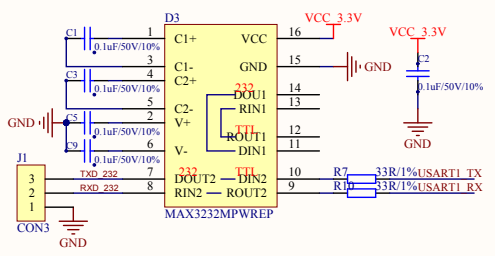 D3
VCC_3.3V
C1
1
C1+
VCC
16
VCC_3.3V
0.1uF/50V/10%
3
C1-
GND
15
GND
C2
C3
4
C2+
0.1uF/50V/10%
0.1uF/50V/10%
232
DOU1
14
5
C2-
RIN1
13
GND
C5
2
V+
0.1uF/50V/10%
ROUT1
12
GND
C9
6
V-
DIN1
11
0.1uF/50V/10%
J1
232
TTL
3
TXD_232
7
DOUT2
DIN2
10
R7
33R/1%
USART1_TX
2
RXD_232
8
RIN2
ROUT2
9
R10
33R/1%
USART1_RX
1
CON3
MAX3232MPWREP
GND